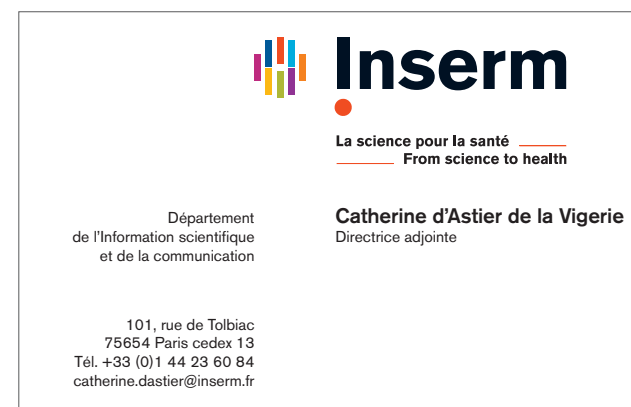 Inserm
La science pour la santé
From science to health
Département
de l'Information scientifique
et de la communication
Catherine d'Astier de la Vigerie
Directrice adjointe
101, rue de Tolbiac
75654 Paris cedex 13
Tél. +33 (0)1 44 23 60 84
catherine.dastier@inserm.fr